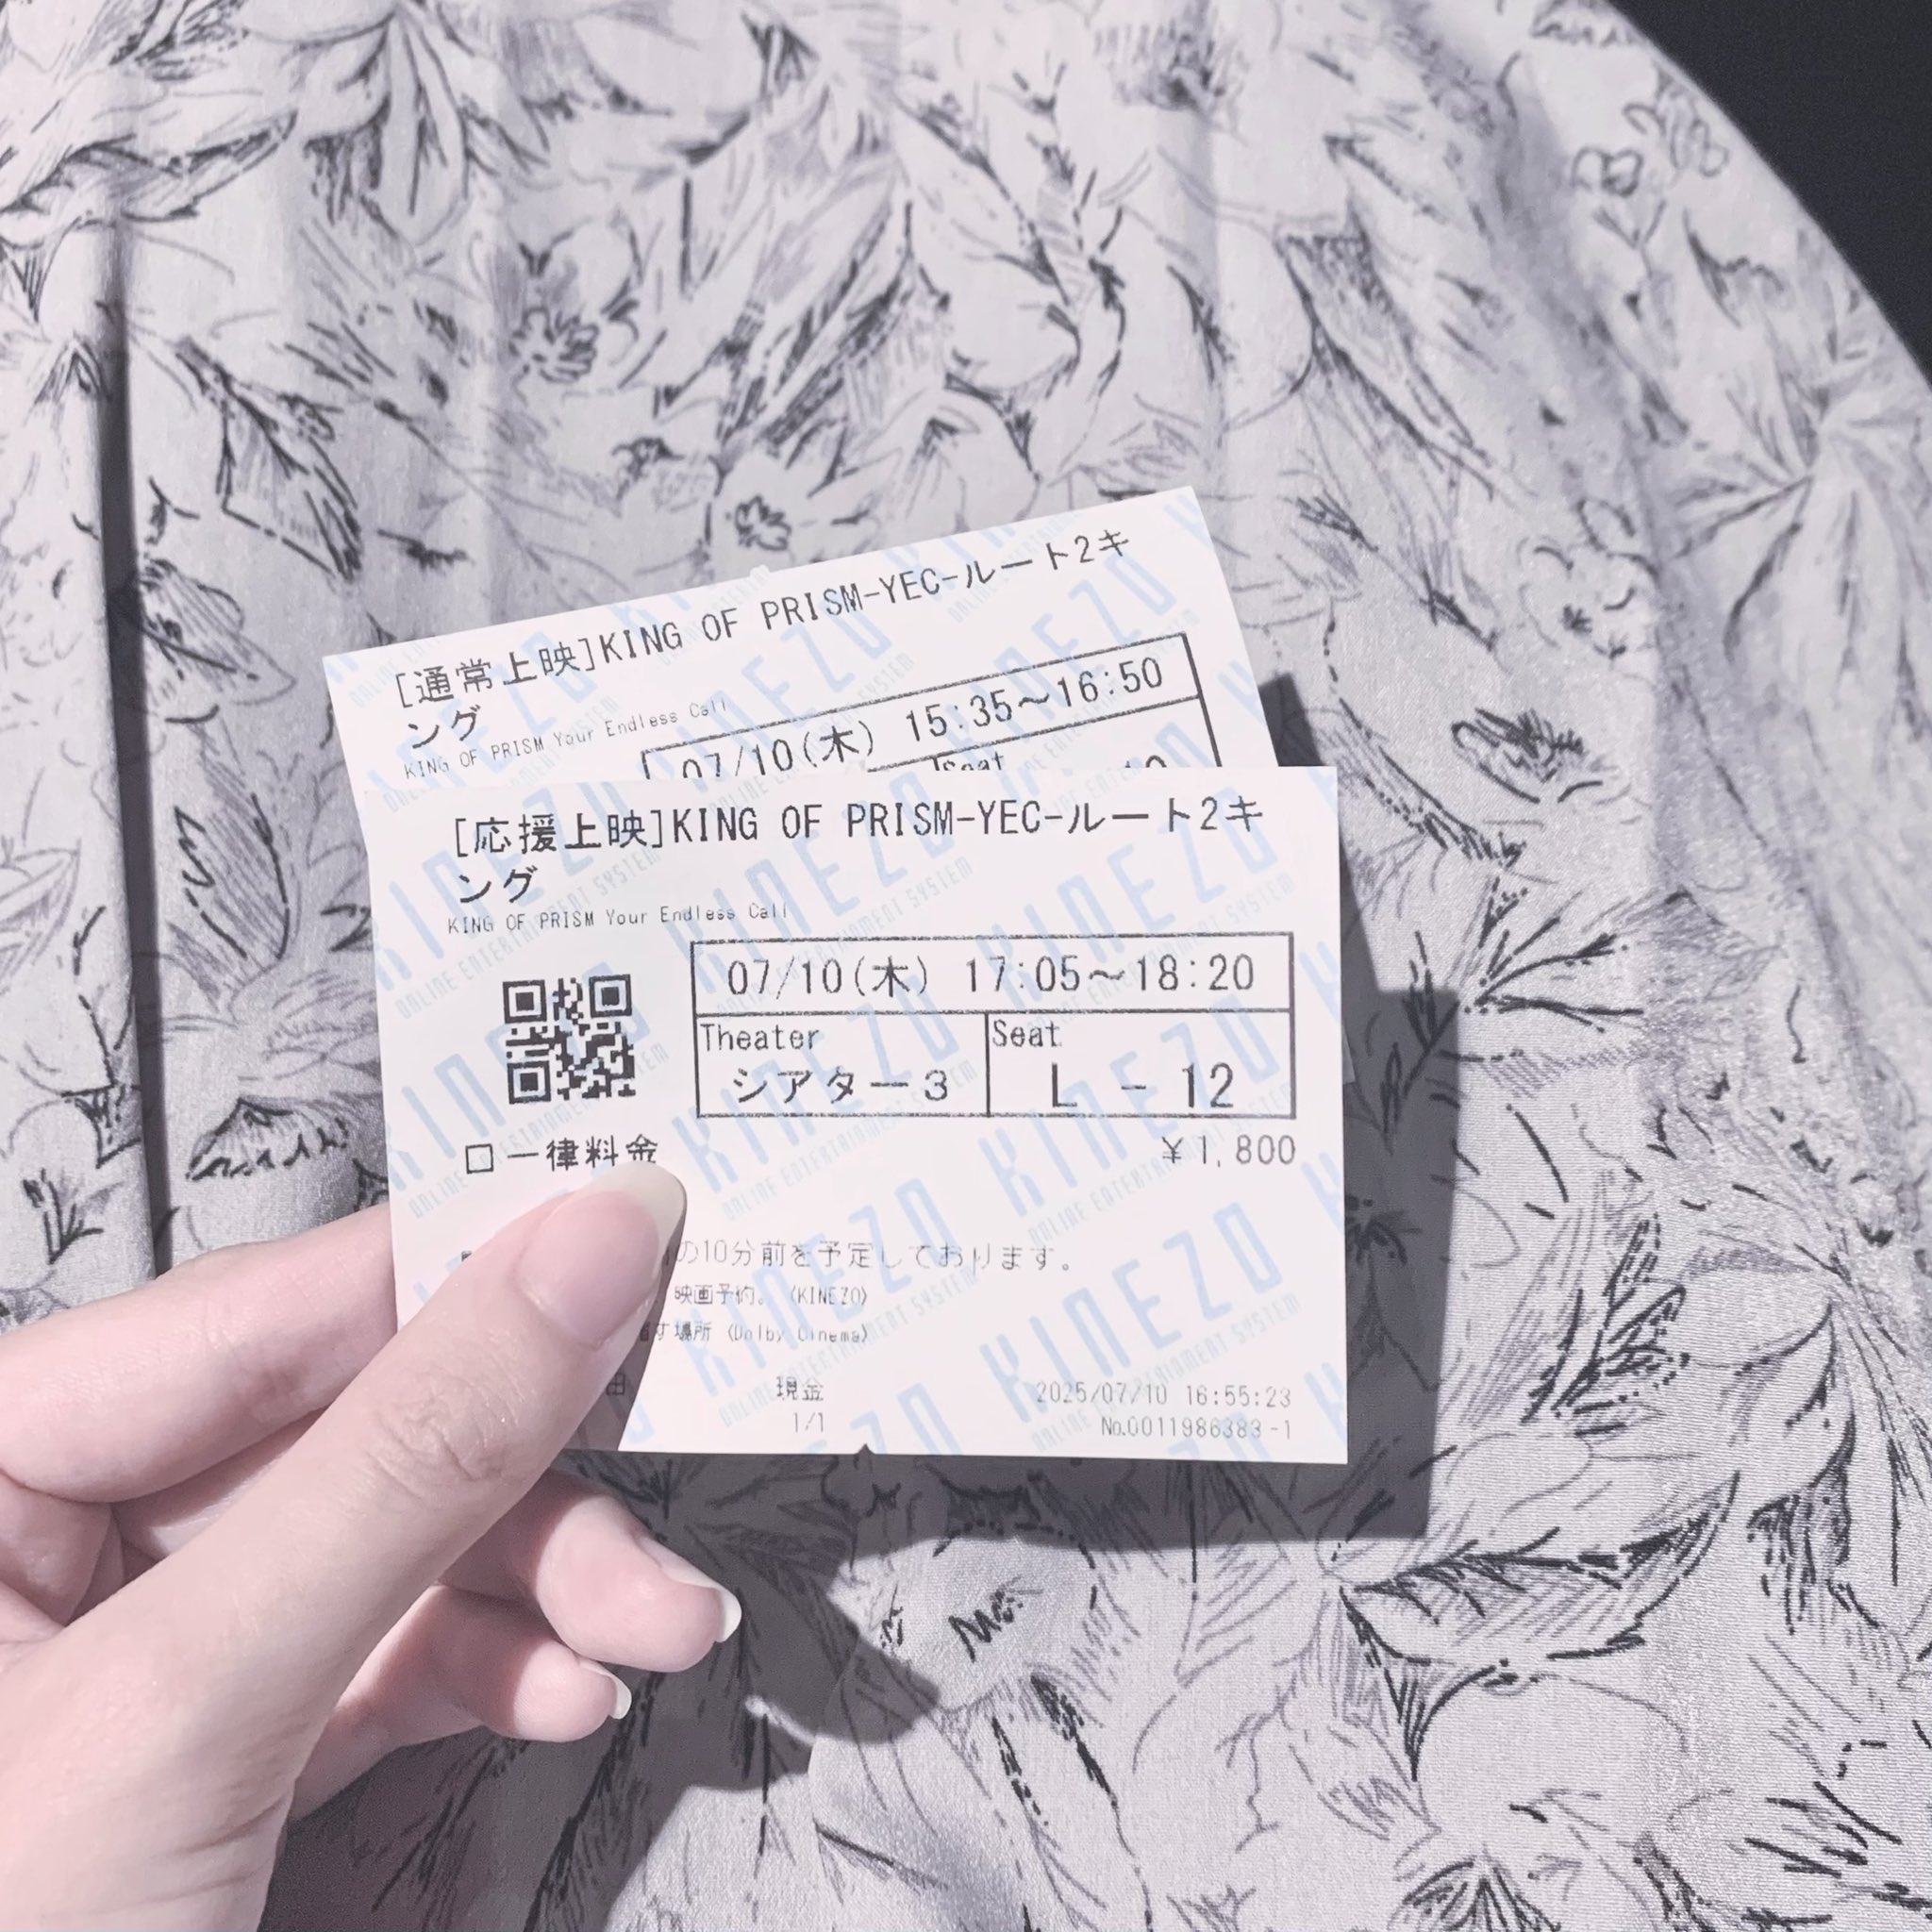 [通常上映]KING OF PRISM-YEC-ルート2キ
ング
KING OF PRISM Your Endless Call
07/10(木) 15:35～16:50
Seat
[応援上映]KING OF PRISM-YEC-ルート2キ
ング
KING OF PRISM Your Endless Call
07/10(木) 17:05～18:20
Theater Seat
シアター3 L - 12
□一律料金 ¥1,800
の10分前を予定しております。
映画予約。〈KINEZO〉
す場所〈Dolby Cinema〉
田 現金 2025/07/10 16:55:23
1/1 No.0011986383-1
KINEZO
ONLINE ENTERTAINMENT SYSTEM